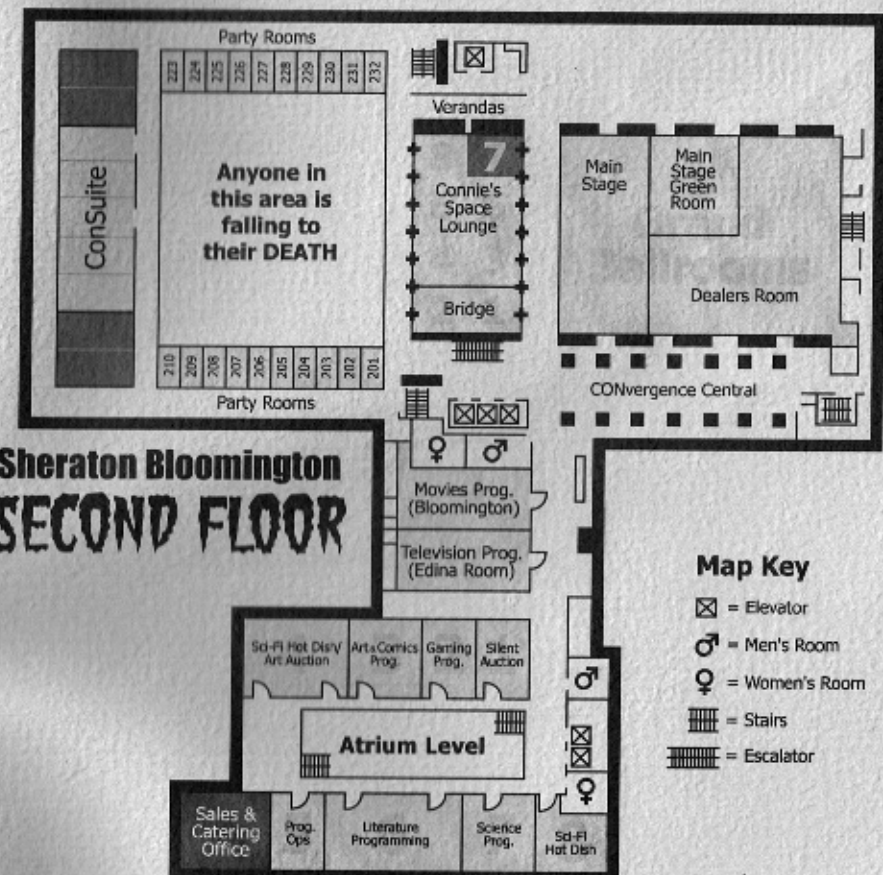 Party Rooms
223
224
225
226
227
228
229
230
231
232
ConSuite
Anyone in
this area is
falling to
their DEATH
210
209
208
207
206
205
204
203
202
201
Party Rooms
Verandas
7
Connie's
Space
Lounge
Bridge
Main
Stage
Main
Stage
Green
Room
Dealers Room
CONvergence Central
Sheraton Bloomington
SECOND FLOOR
Movies Prog.
(Bloomington)
Television Prog.
(Edina Room)
Sci-Fi Hot Dish/
Art Auction
Art&Comics
Prog.
Gaming
Prog.
Silent
Auction
Atrium Level
Sales &
Catering
Office
Prog.
Ops
Literature
Programming
Science
Prog.
Sci-Fi
Hot Dish
Map Key
= Elevator
= Men's Room
= Women's Room
= Stairs
= Escalator